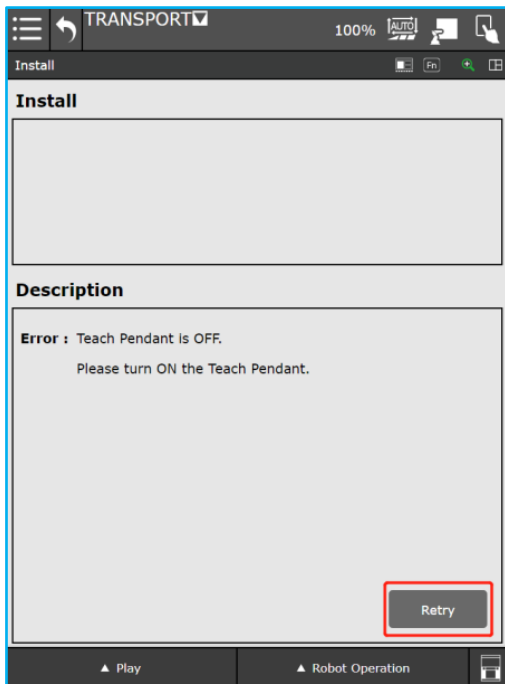 TRANSPORT
100% AUTO
Install Fn
Install
Description
Error : Teach Pendant is OFF.
Please turn ON the Teach Pendant.
Retry
▲ Play ▲ Robot Operation